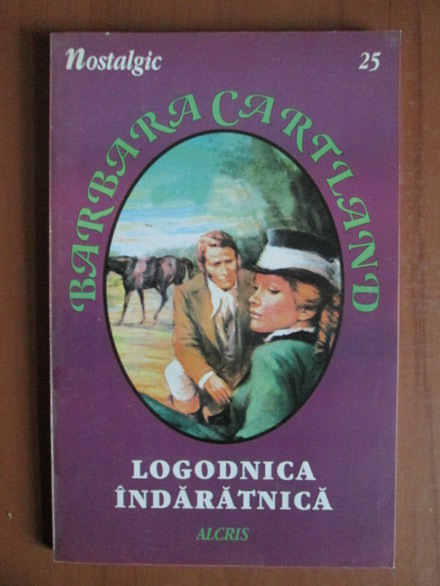 Nostalgic 25
BARBARA CARTLAND
LOGODNICA
ÎNDĂRĂTNICĂ
ALCRIS